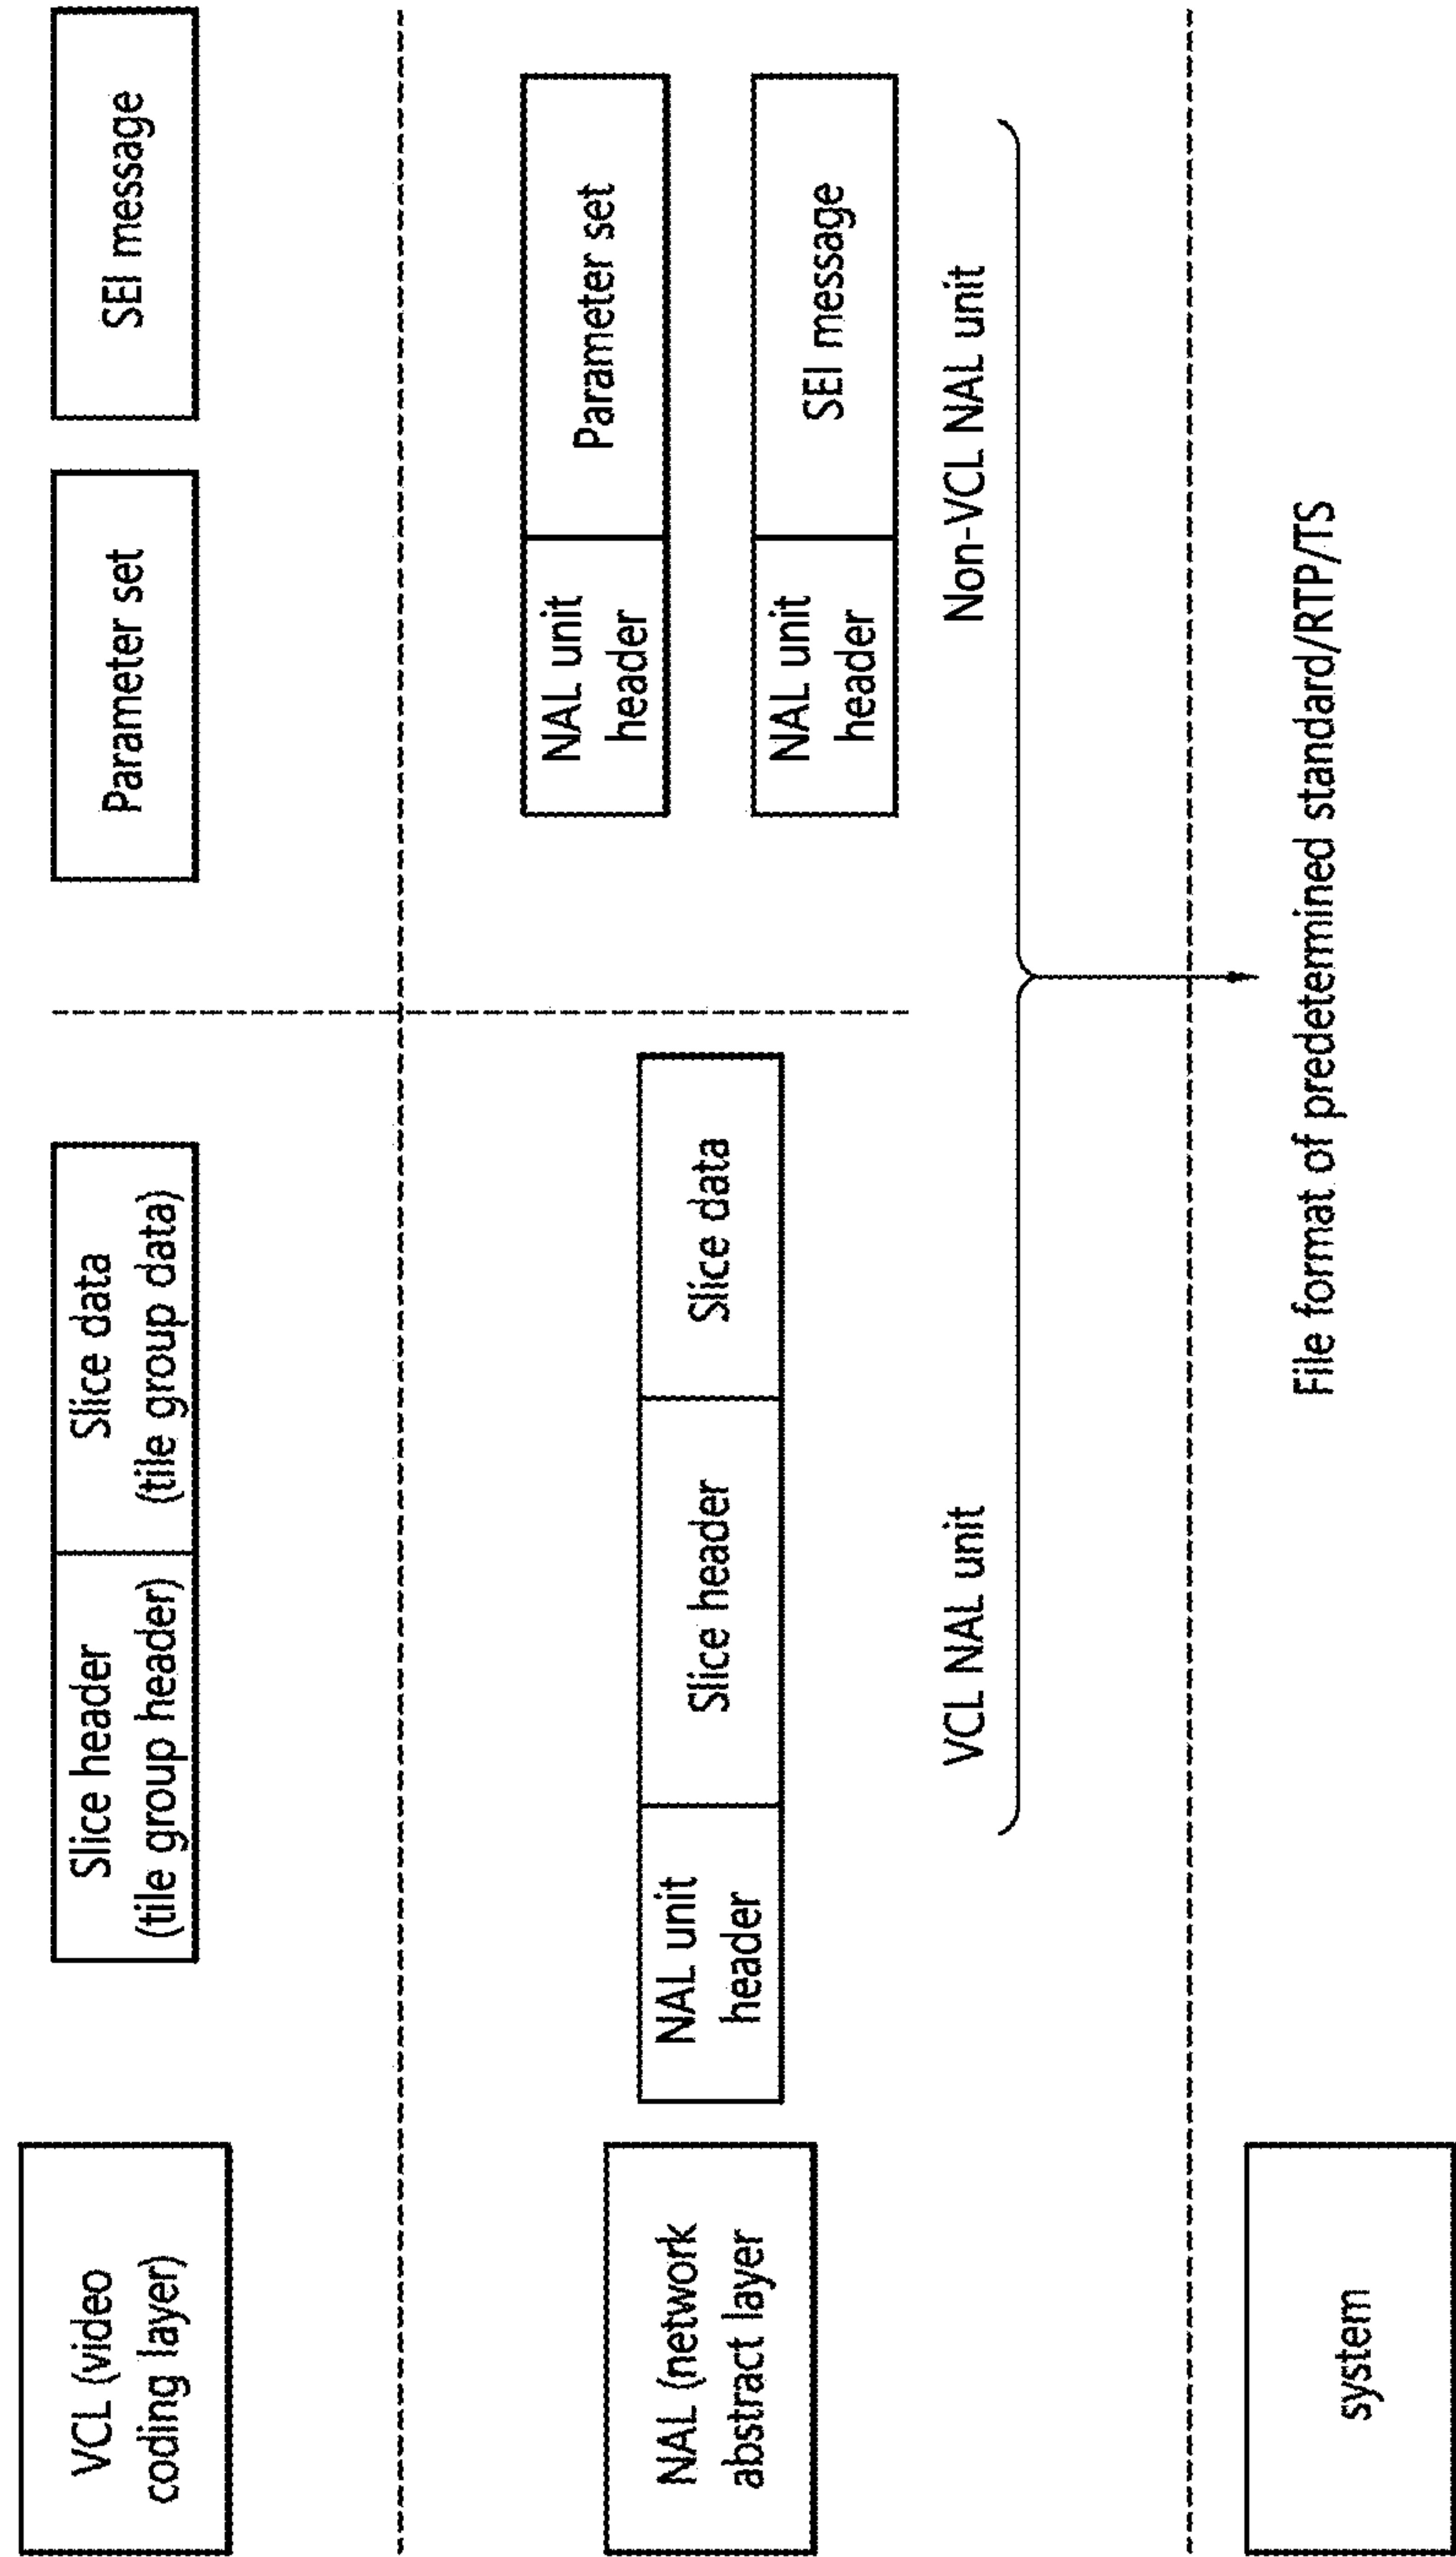 VCL (video
coding layer)
Slice header
(tile group header)
Slice data
(tile group data)
Parameter set
SEI message
NAL (network
abstract layer
NAL unit
header
Slice header
Slice data
NAL unit
header
Parameter set
NAL unit
header
SEI message
VCL NAL unit
Non-VCL NAL unit
system
File format of predetermined standard/RTP/TS